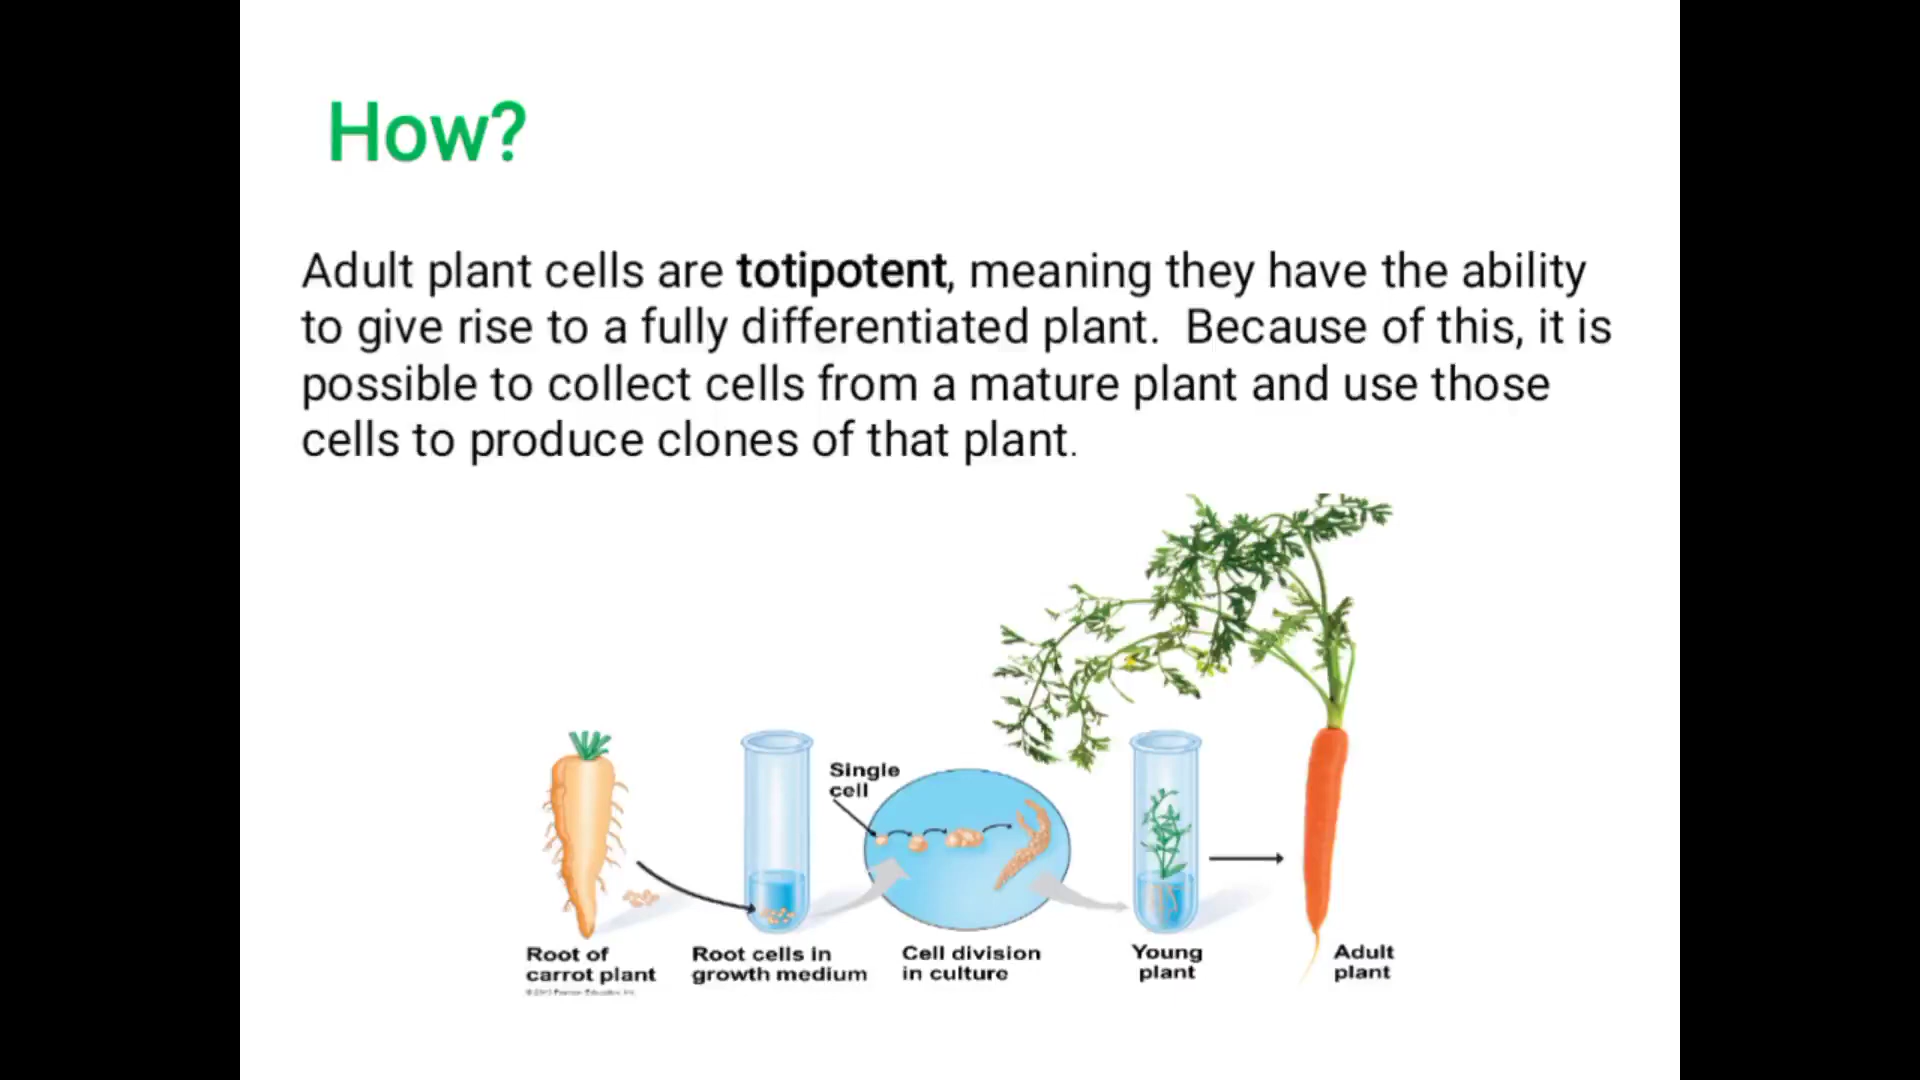 How?
Adult plant cells are totipotent, meaning they have the ability
to give rise to a fully differentiated plant.  Because of this, it is
possible to collect cells from a mature plant and use those
cells to produce clones of that plant.
Single
cell
Root of
carrot plant
Root cells in
growth medium
Cell division
in culture
Young
plant
Adult
plant